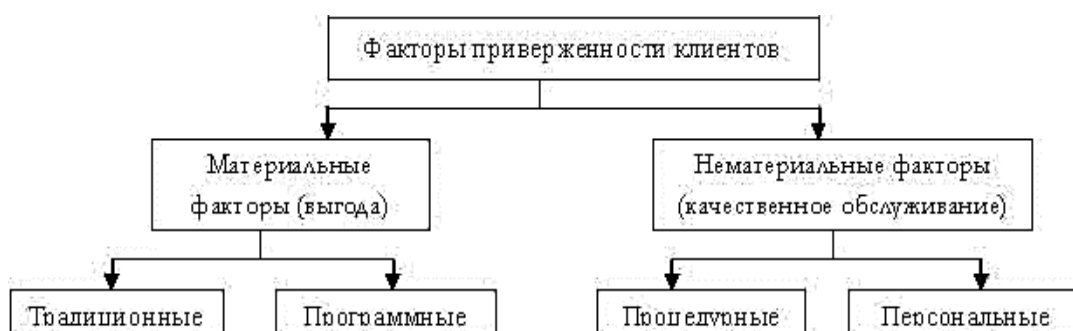 Факторы приверженности клиентов
Материальные
факторы (выгода)
Нематериальные факторы
(качественное обслуживание)
Традиционные
Программные
Процедурные
Персональные